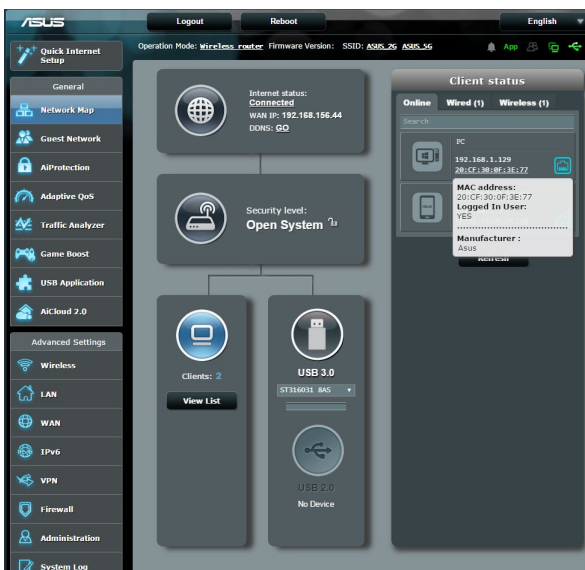 ASUS
Logout
Reboot
English
Quick Internet
Setup
Operation Mode: Wireless router Firmware Version: SSID: ASUS_2G ASUS_5G
App
General
Network Map
Guest Network
AiProtection
Adaptive QoS
Traffic Analyzer
Game Boost
USB Application
AiCloud 2.0
Advanced Settings
Wireless
LAN
WAN
IPv6
VPN
Firewall
Administration
System Log
Internet status:
Connected
WAN IP: 192.168.156.44
DDNS: GO
Security level:
Open System
Clients: 2
View List
USB 3.0
ST316031 8AS
USB 2.0
No Device
Client status
Online Wired (1) Wireless (1)
Search
PC
192.168.1.129
20:CF:30:0F:3E:77
MAC address:
20:CF:30:0F:3E:77
Logged In User:
YES
Manufacturer :
Asus
Refresh